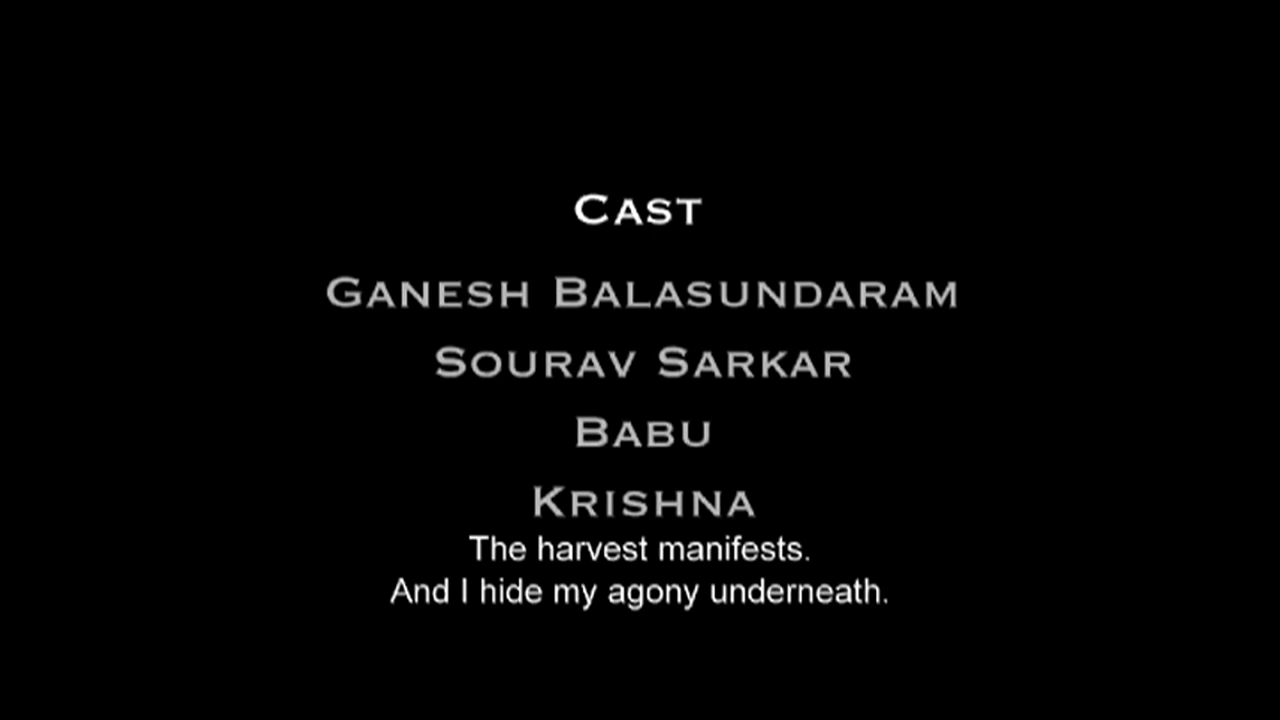 Cast
Ganesh Balasundaram
Sourav Sarkar
Babu
Krishna
The harvest manifests.
And I hide my agony underneath.